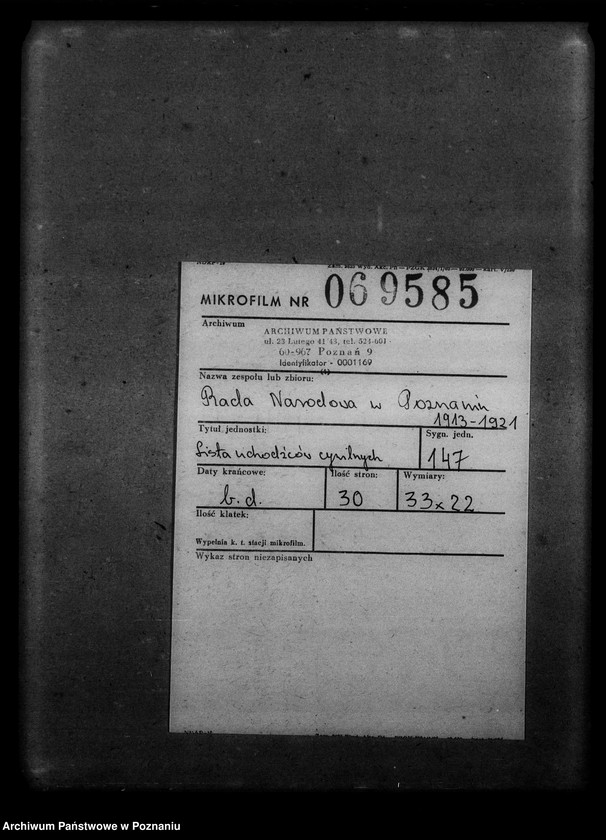 MIKROFILM NR 069585
Archiwum
ARCHIWUM PAŃSTWOWE
ul. 23 Lutego 41/43, tel. 524-601
60-967 Poznań 9
Identyfikator - 0001169
Nazwa zespołu lub zbioru:
Rada Narodowa w Poznaniu
1913-1921
Tytuł jednostki:
Sygn. jedn.
Lista uchodźców cywilnych
147
Daty krańcowe:
Ilość stron:
Wymiary:
b.d.
30
33x22
Ilość klatek:
Wypełnia k. t. stacji mikrofilm.
Wykaz stron niezapisanych
Archiwum Państwowe w Poznaniu